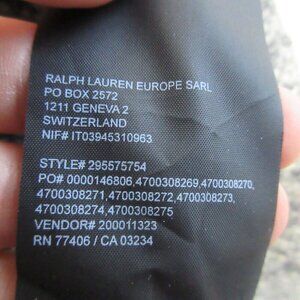 RALPH LAUREN EUROPE SARL
PO BOX 2572
1211 GENEVA 2
SWITZERLAND
NIF# IT03945310963
STYLE# 295575754
PO# 0000146806,4700308269,4700308270,
4700308271,4700308272,4700308273,
4700308274,4700308275
VENDOR# 200011323
RN 77406 / CA 03234